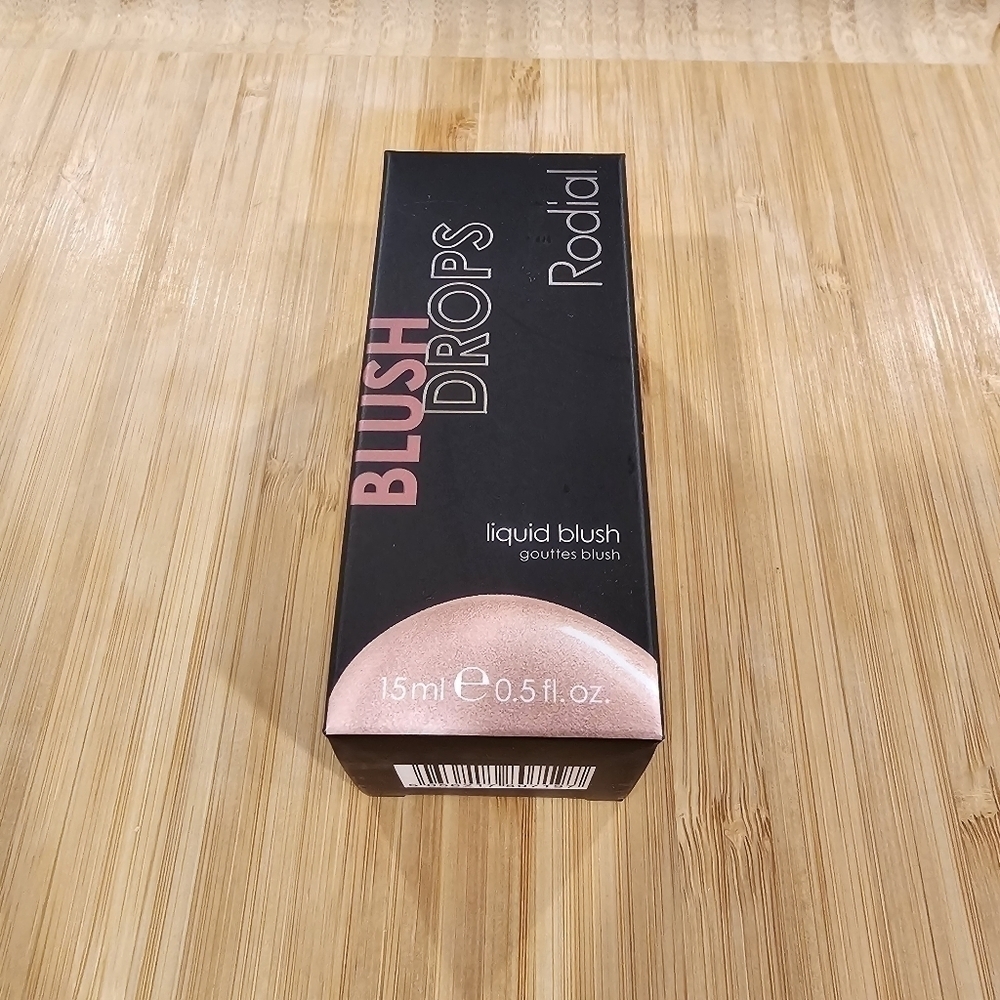 Rodial
BLUSH
DROPS
liquid blush
gouttes blush
15ml e 0.5 fl. oz.